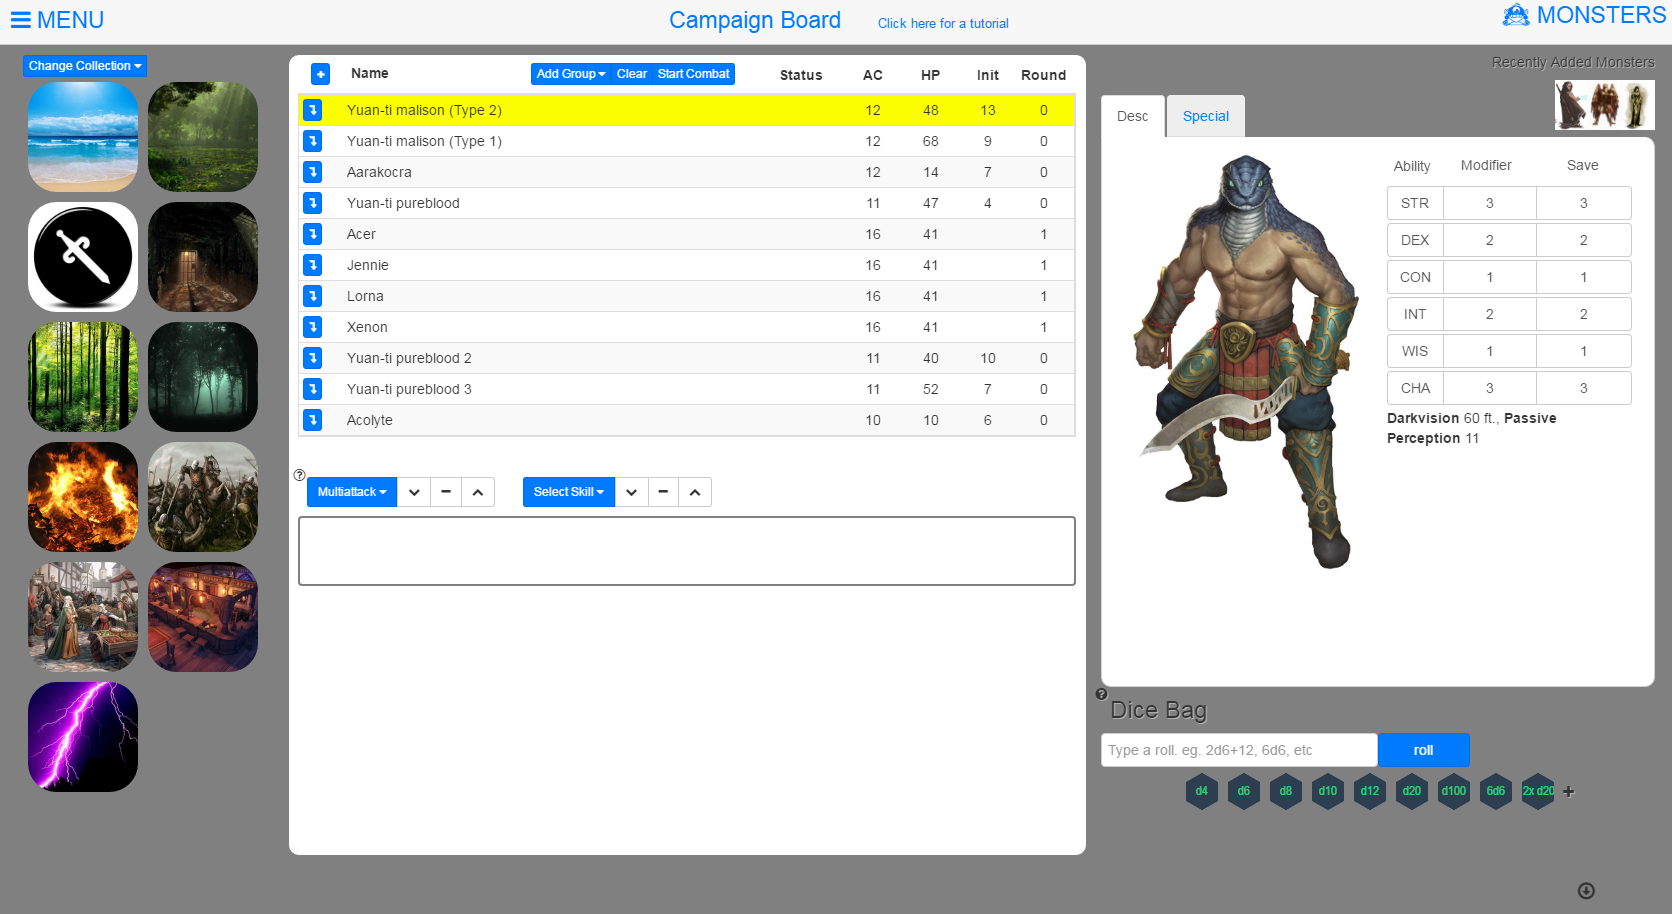 MENU
Campaign Board
Click here for a tutorial
MONSTERS
Change Collection
Name
Add Group
Clear
Start Combat
Status
AC
HP
Init
Round
Yuan-ti malison (Type 2) 12 48 13 0
Yuan-ti malison (Type 1) 12 68 9 0
Aarakocra 12 14 7 0
Yuan-ti pureblood 11 47 4 0
Acer 16 41 1
Jennie 16 41 1
Lorna 16 41 1
Xenon 16 41 1
Yuan-ti pureblood 2 11 40 10 0
Yuan-ti pureblood 3 11 52 7 0
Acolyte 10 10 6 0
Multiattack
Select Skill
Recently Added Monsters
Desc
Special
Ability Modifier Save
STR 3 3
DEX 2 2
CON 1 1
INT 2 2
WIS 1 1
CHA 3 3
Darkvision 60 ft., Passive
Perception 11
Dice Bag
Type a roll. eg. 2d6+12, 6d6, etc
roll
d4 d6 d8 d10 d12 d20 d100 6d6 2x d20 +